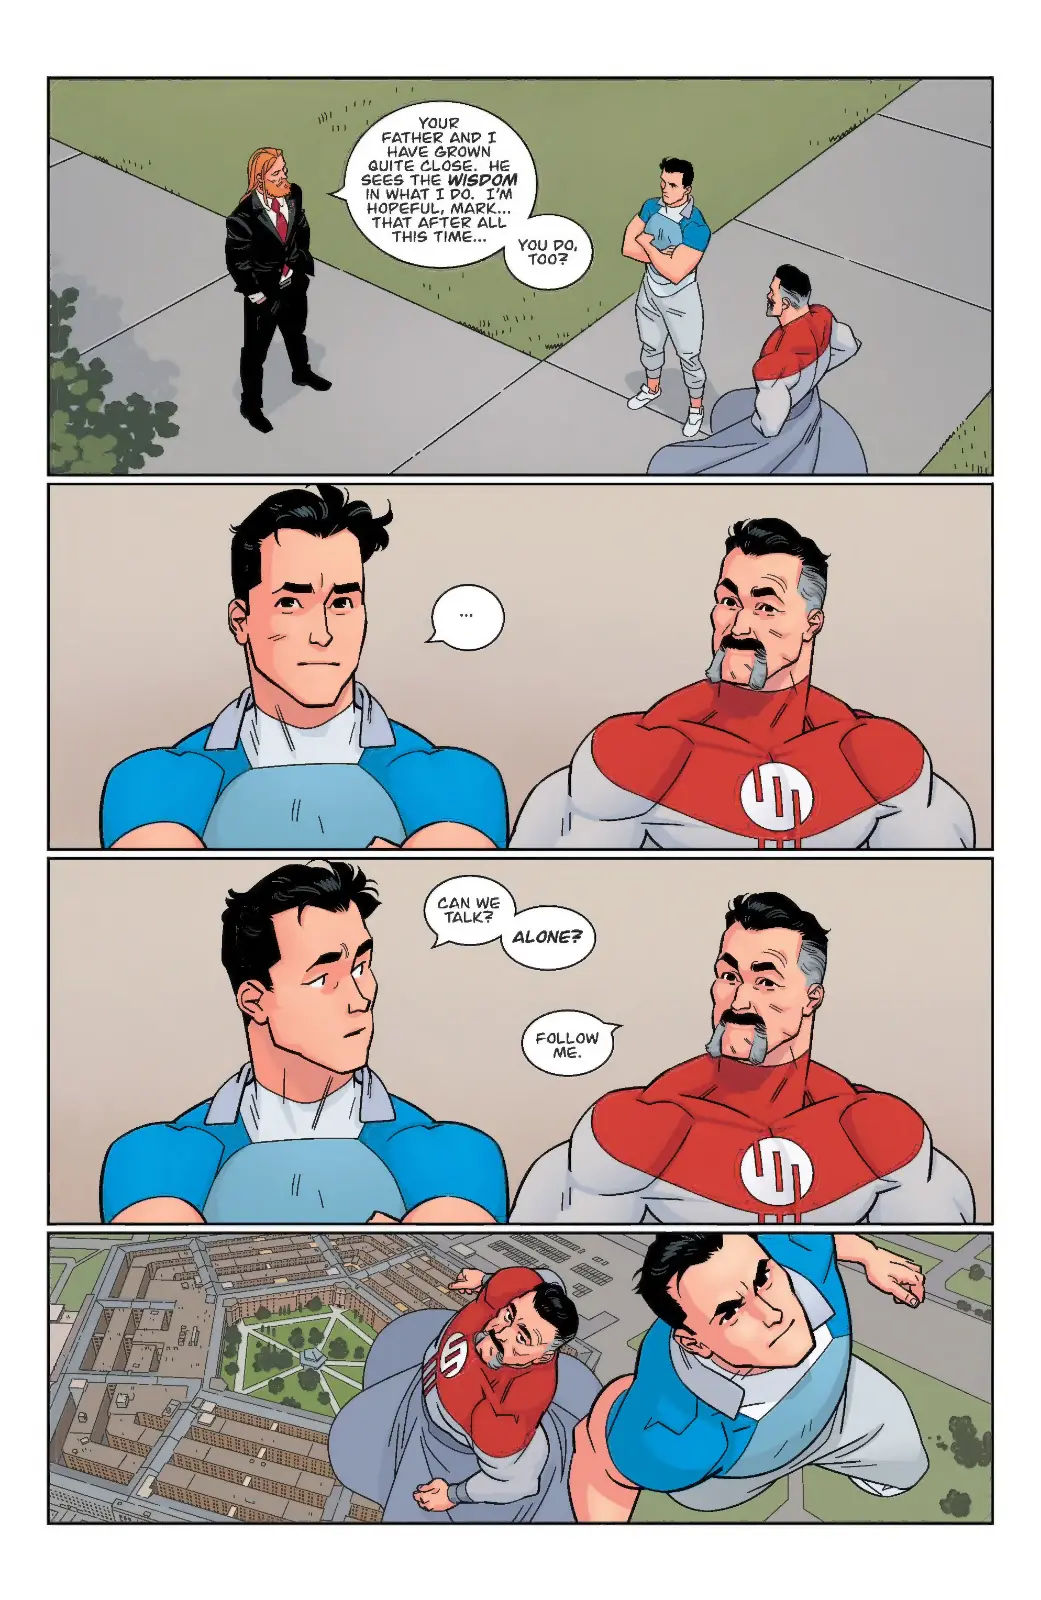 YOUR
FATHER AND I
HAVE GROWN
QUITE CLOSE. HE
SEES THE WISDOM
IN WHAT I DO. I'M
HOPEFUL, MARK...
THAT AFTER ALL
THIS TIME...
YOU DO,
TOO?
...
CAN WE
TALK?
ALONE?
FOLLOW
ME.